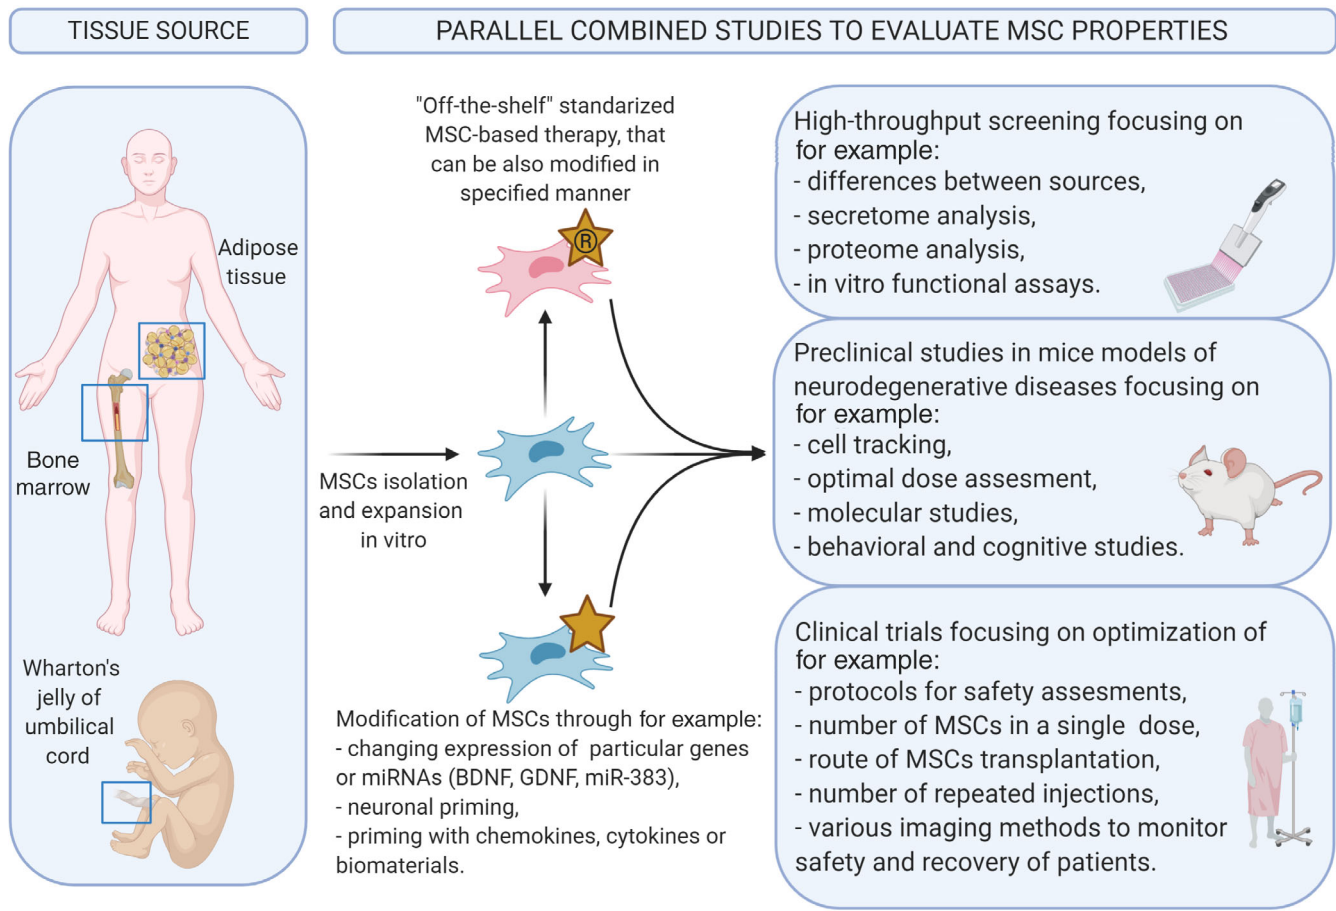 TISSUE SOURCE
PARALLEL COMBINED STUDIES TO EVALUATE MSC PROPERTIES
Adipose
tissue
Bone
marrow
Wharton's
jelly of
umbilical
cord
MSCs isolation
and expansion
in vitro
"Off-the-shelf" standarized
MSC-based therapy, that
can be also modified in
specified manner
R
Modification of MSCs through for example:
- changing expression of particular genes
or miRNAs (BDNF, GDNF, miR-383),
- neuronal priming,
- priming with chemokines, cytokines or
biomaterials.
High-throughput screening focusing on
for example:
- differences between sources,
- secretome analysis,
- proteome analysis,
- in vitro functional assays.
Preclinical studies in mice models of
neurodegenerative diseases focusing on
for example:
- cell tracking,
- optimal dose assesment,
- molecular studies,
- behavioral and cognitive studies.
Clinical trials focusing on optimization of
for example:
- protocols for safety assesments,
- number of MSCs in a single dose,
- route of MSCs transplantation,
- number of repeated injections,
- various imaging methods to monitor
safety and recovery of patients.